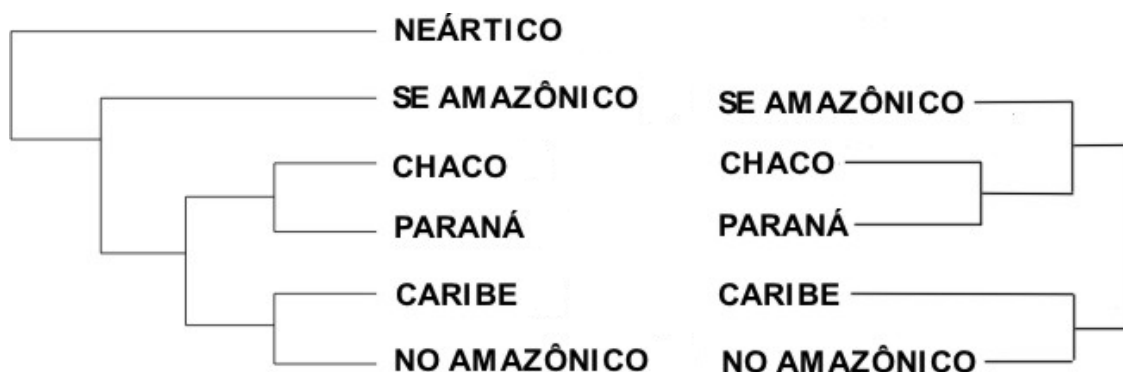 NEÁRTICO
SE AMAZÔNICO
CHACO
PARANÁ
CARIBE
NO AMAZÔNICO
SE AMAZÔNICO
CHACO
PARANÁ
CARIBE
NO AMAZÔNICO